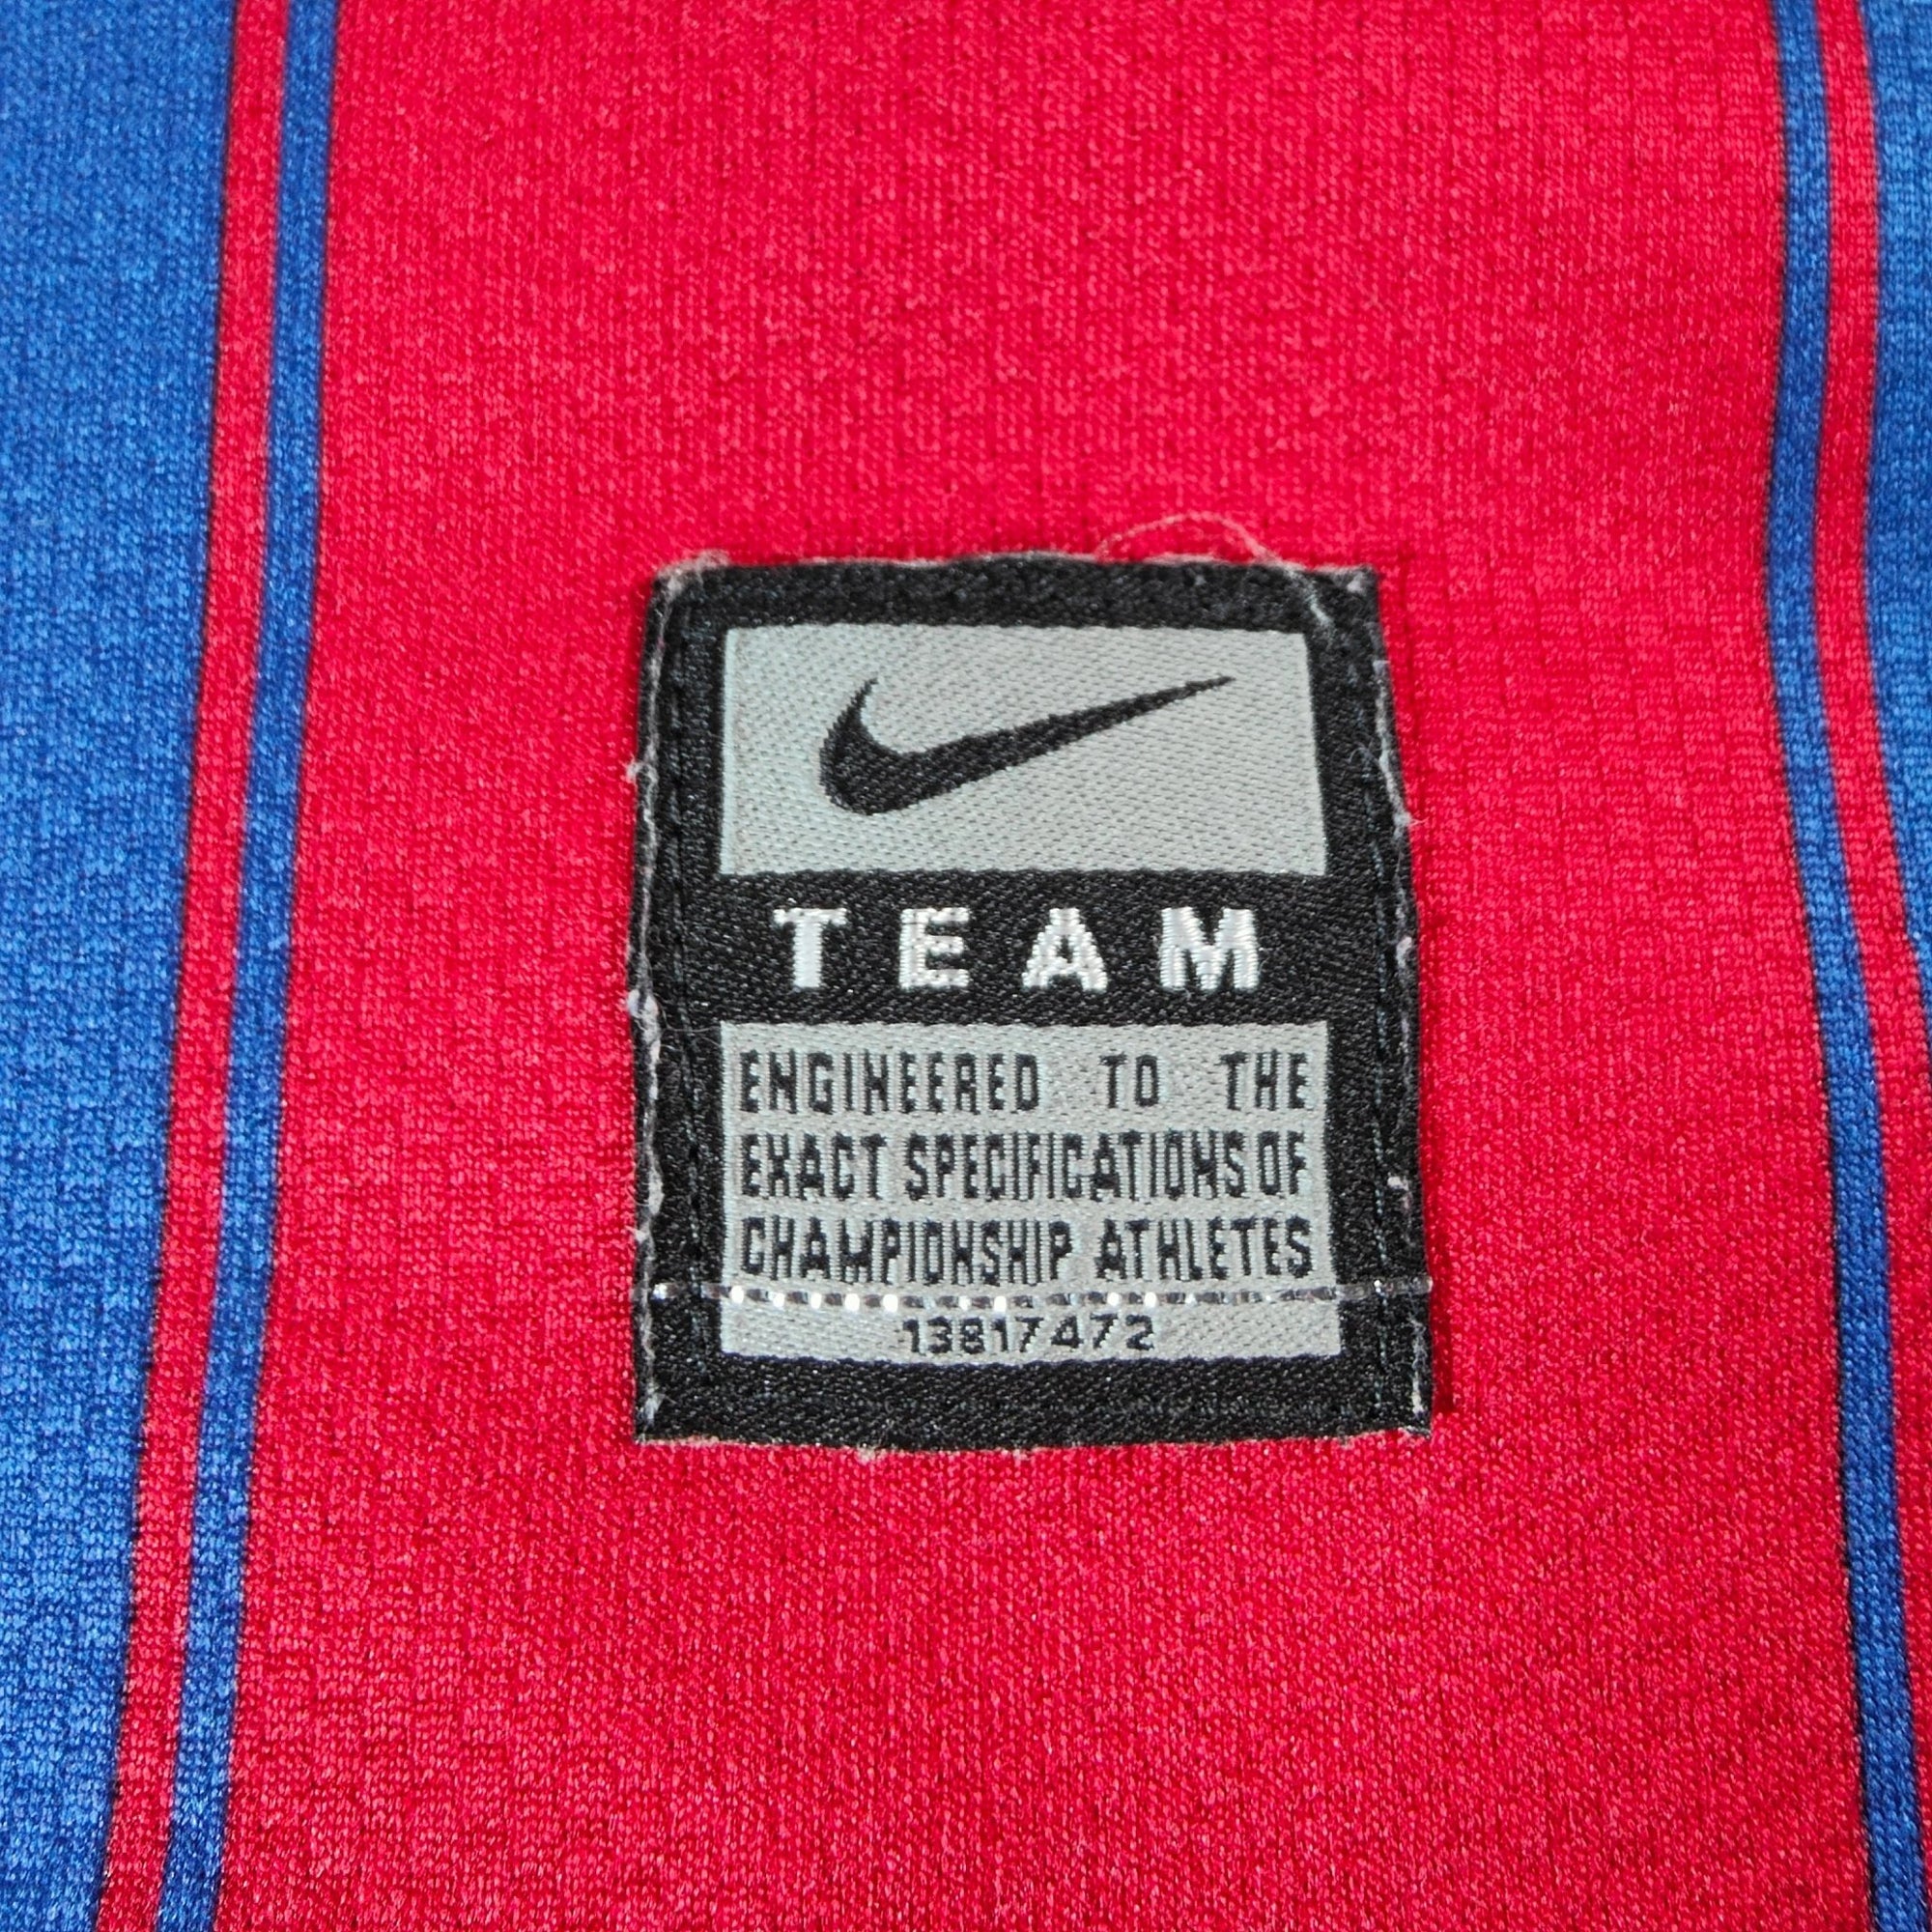 TEAM
ENGINEERED TO THE
EXACT SPECIFICATIONS OF
CHAMPIONSHIP ATHLETES
13817472